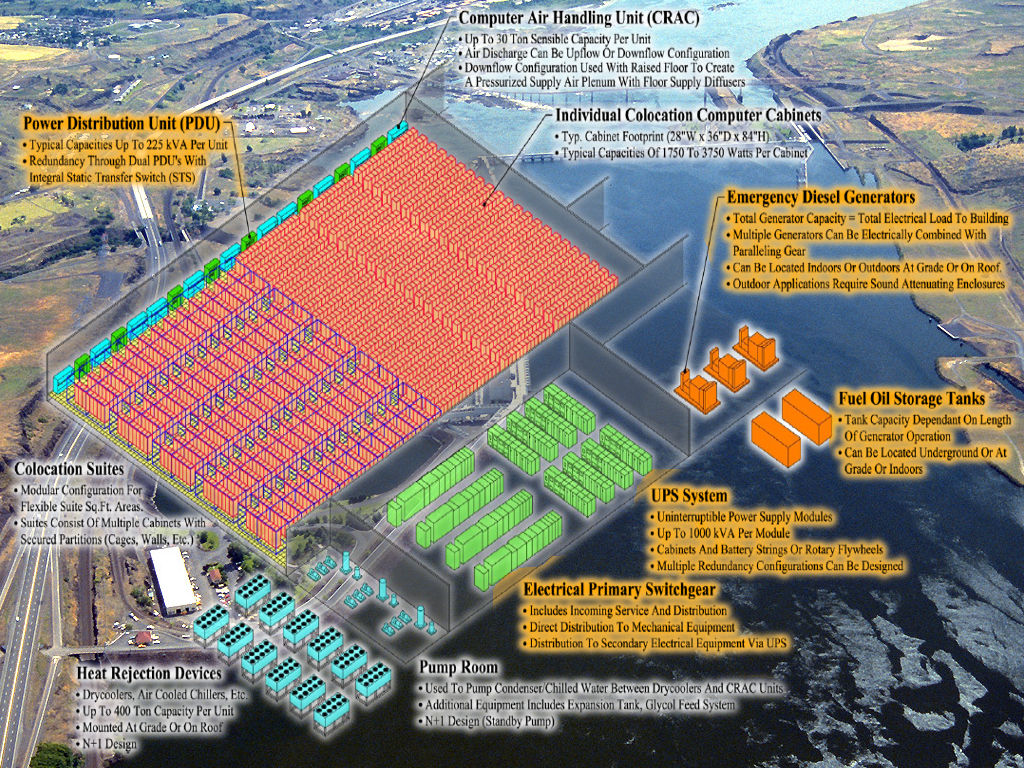 Computer Air Handling Unit (CRAC)
• Up To 30 Ton Sensible Capacity Per Unit
• Air Discharge Can Be Upflow Or Downflow Configuration
• Downflow Configuration Used With Raised Floor To Create
A Pressurized Supply Air Plenum With Floor Supply Diffusers
Individual Colocation Computer Cabinets
• Typ. Cabinet Footprint (28"W x 36"D x 84"H)
• Typical Capacities Of 1750 To 3750 Watts Per Cabinet
Power Distribution Unit (PDU)
• Typical Capacities Up To 225 kVA Per Unit
• Redundancy Through Dual PDU's With
Integral Static Transfer Switch (STS)
Emergency Diesel Generators
• Total Generator Capacity = Total Electrical Load To Building
• Multiple Generators Can Be Electrically Combined With
Paralleling Gear
• Can Be Located Indoors Or Outdoors At Grade Or On Roof.
• Outdoor Applications Require Sound Attenuating Enclosures
Fuel Oil Storage Tanks
• Tank Capacity Dependant On Length
Of Generator Operation
• Can Be Located Underground Or At
Grade Or Indoors
Colocation Suites
• Modular Configuration For
Flexible Suite Sq.Ft. Areas.
• Suites Consist Of Multiple Cabinets With
Secured Partitions (Cages, Walls, Etc.)
UPS System
• Uninterruptible Power Supply Modules
• Up To 1000 kVA Per Module
• Cabinets And Battery Strings Or Rotary Flywheels
• Multiple Redundancy Configurations Can Be Designed
Electrical Primary Switchgear
• Includes Incoming Service And Distribution
• Direct Distribution To Mechanical Equipment
• Distribution To Secondary Electrical Equipment Via UPS
Heat Rejection Devices
• Drycoolers, Air Cooled Chillers, Etc.
• Up To 400 Ton Capacity Per Unit
• Mounted At Grade Or On Roof
• N+1 Design
Pump Room
• Used To Pump Condenser/Chilled Water Between Drycoolers And CRAC Units
• Additional Equipment Includes Expansion Tank, Glycol Feed System
• N+1 Design (Standby Pump)